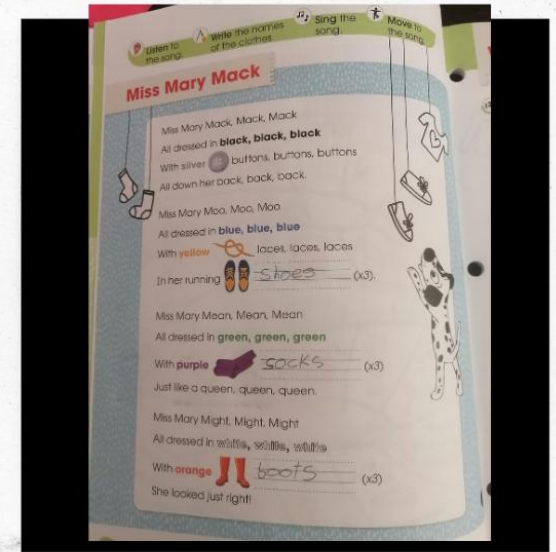 Listen to
the song.
Write the names
of the clothes.
Sing the
song.
Move to
the song.
Miss Mary Mack
Miss Mary Mack, Mack, Mack
All dressed in black, black, black
With silver buttons, buttons, buttons
All down her back, back, back.
Miss Mary Moo, Moo, Moo
All dressed in blue, blue, blue
With yellow laces, laces, laces
In her running shoes (x3).
Miss Mary Mean, Mean, Mean
All dressed in green, green, green
With purple socks (x3)
Just like a queen, queen, queen.
Miss Mary Might, Might, Might
All dressed in white, white, white
With orange boots (x3)
She looked just right!